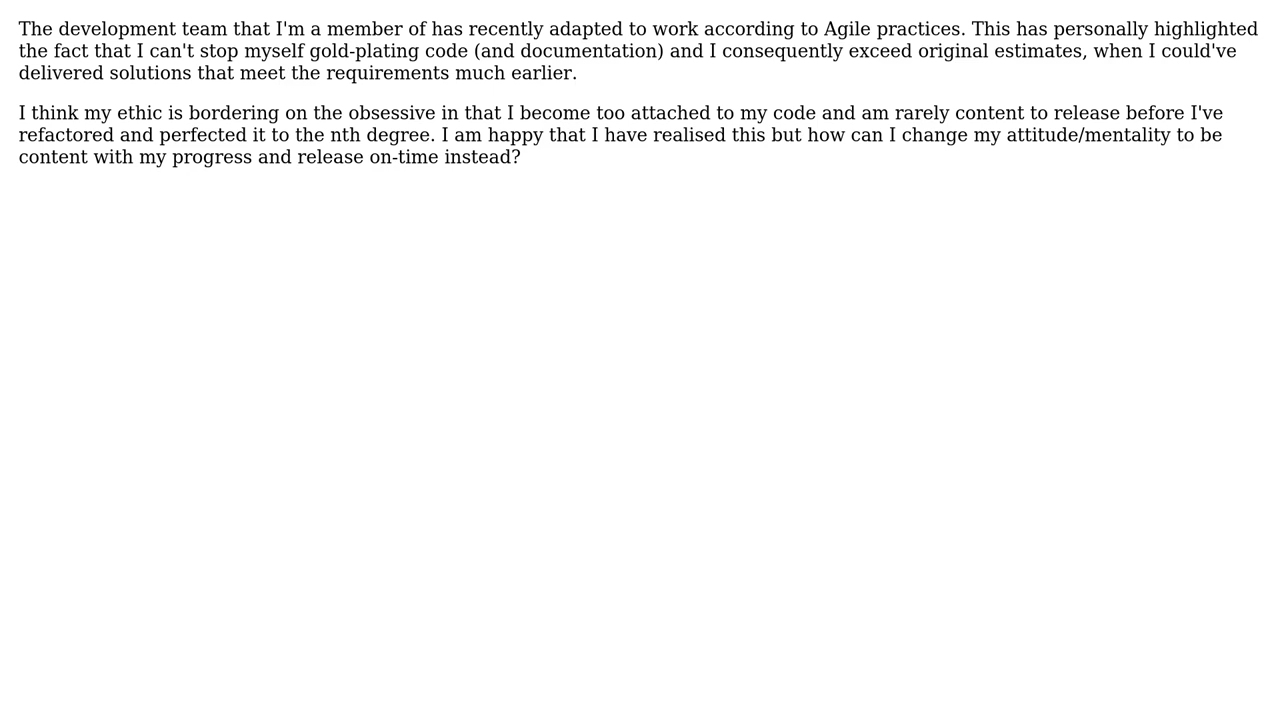 The development team that I'm a member of has recently adapted to work according to Agile practices. This has personally highlighted
the fact that I can't stop myself gold-plating code (and documentation) and I consequently exceed original estimates, when I could've
delivered solutions that meet the requirements much earlier.
I think my ethic is bordering on the obsessive in that I become too attached to my code and am rarely content to release before I've
refactored and perfected it to the nth degree. I am happy that I have realised this but how can I change my attitude/mentality to be
content with my progress and release on-time instead?